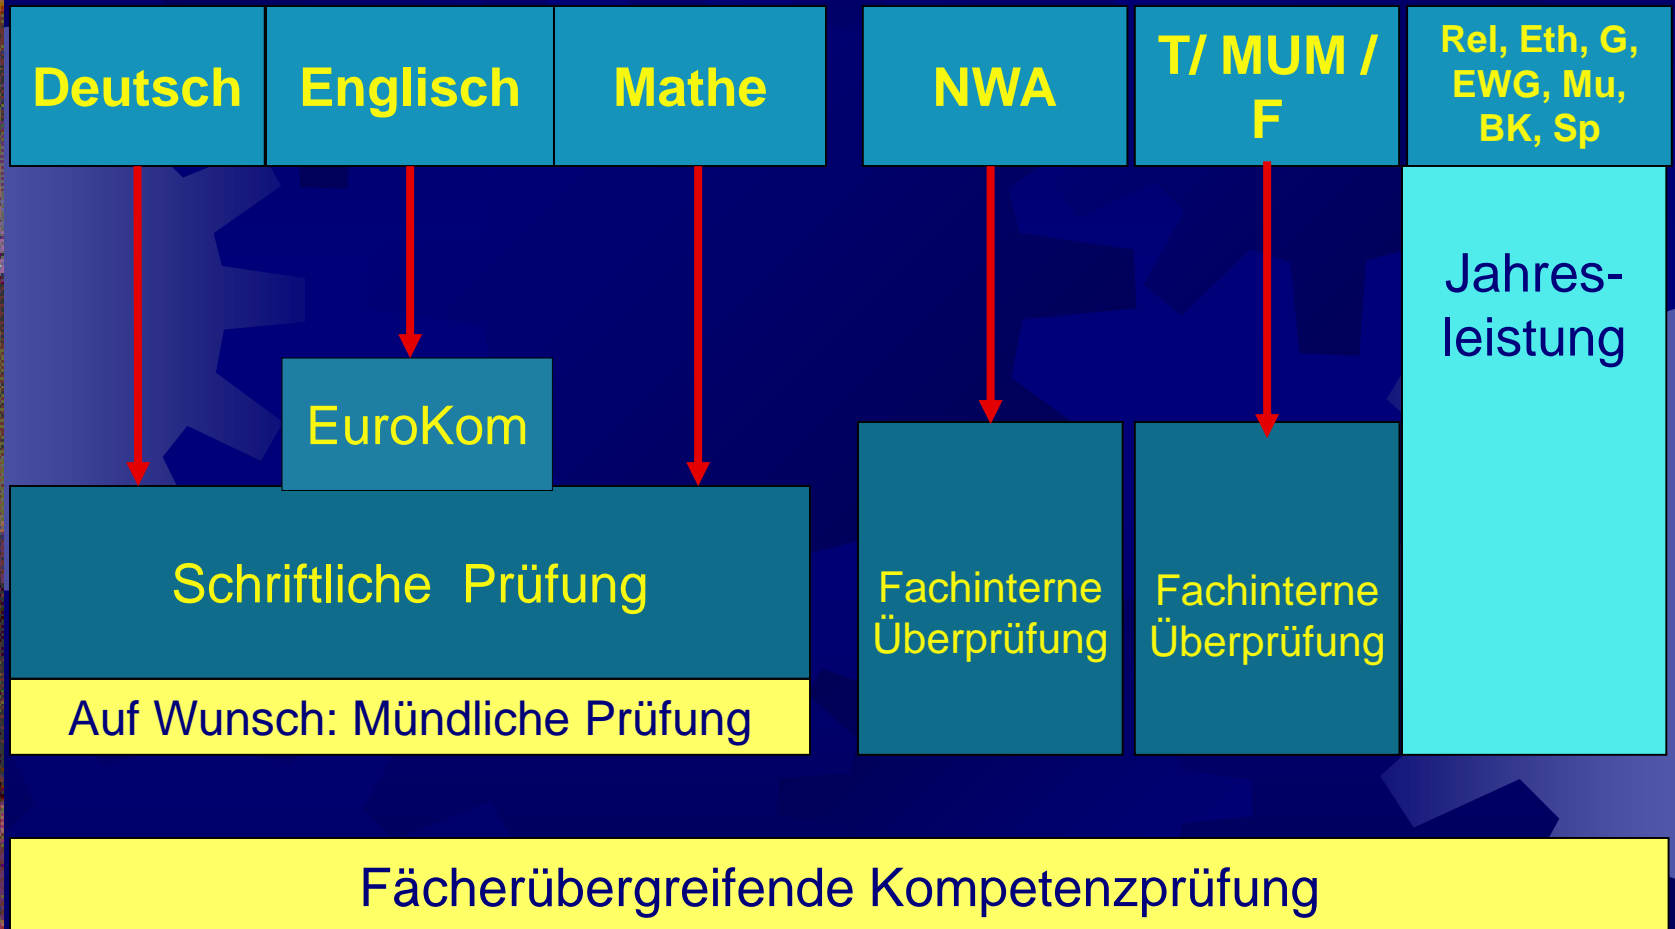 Deutsch
Englisch
Mathe
NWA
T/ MUM /
F
Rel, Eth, G,
EWG, Mu,
BK, Sp
Jahres-
leistung
EuroKom
Schriftliche Prüfung
Fachinterne
Überprüfung
Fachinterne
Überprüfung
Auf Wunsch: Mündliche Prüfung
Fächerübergreifende Kompetenzprüfung